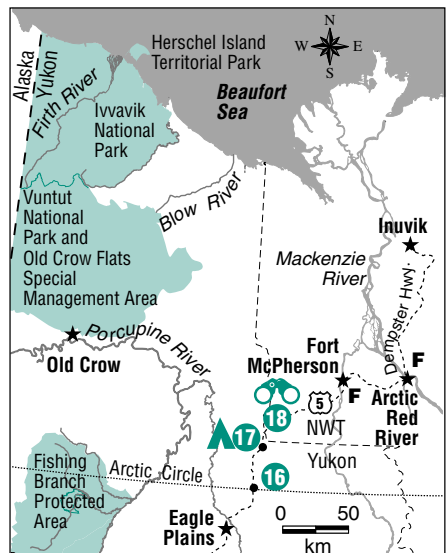 N
W E
S
Herschel Island
Territorial Park
Alaska
Yukon
Firth River
Beaufort
Sea
Ivvavik
National
Park
Blow River
Vuntut
National
Park and
Old Crow Flats
Special
Management Area
Inuvik
Mackenzie
River
Dempster Hwy.
Porcupine River
Old Crow
Fort
McPherson
F
F
5
Arctic
Red
River
18
17
NWT
Yukon
Fishing
Branch
Protected
Area
Arctic Circle
16
Eagle
Plains
0 50
km